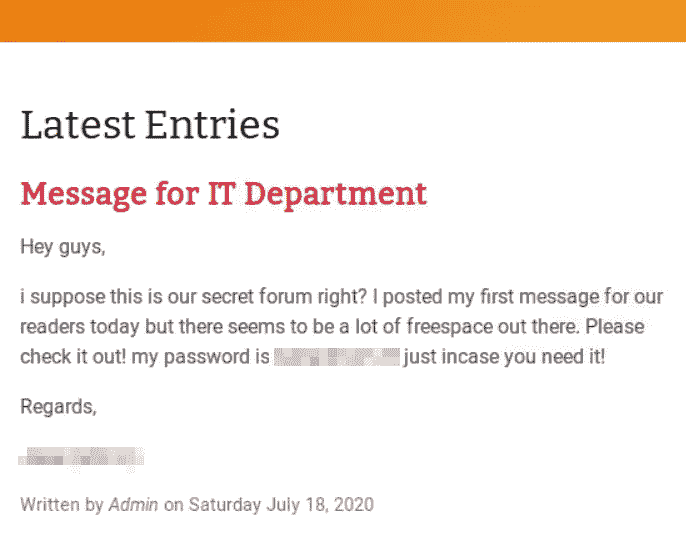 Latest Entries
Message for IT Department
Hey guys,
i suppose this is our secret forum right? I posted my first message for our
readers today but there seems to be a lot of freespace out there. Please
check it out! my password is just incase you need it!
Regards,
Written by Admin on Saturday July 18, 2020